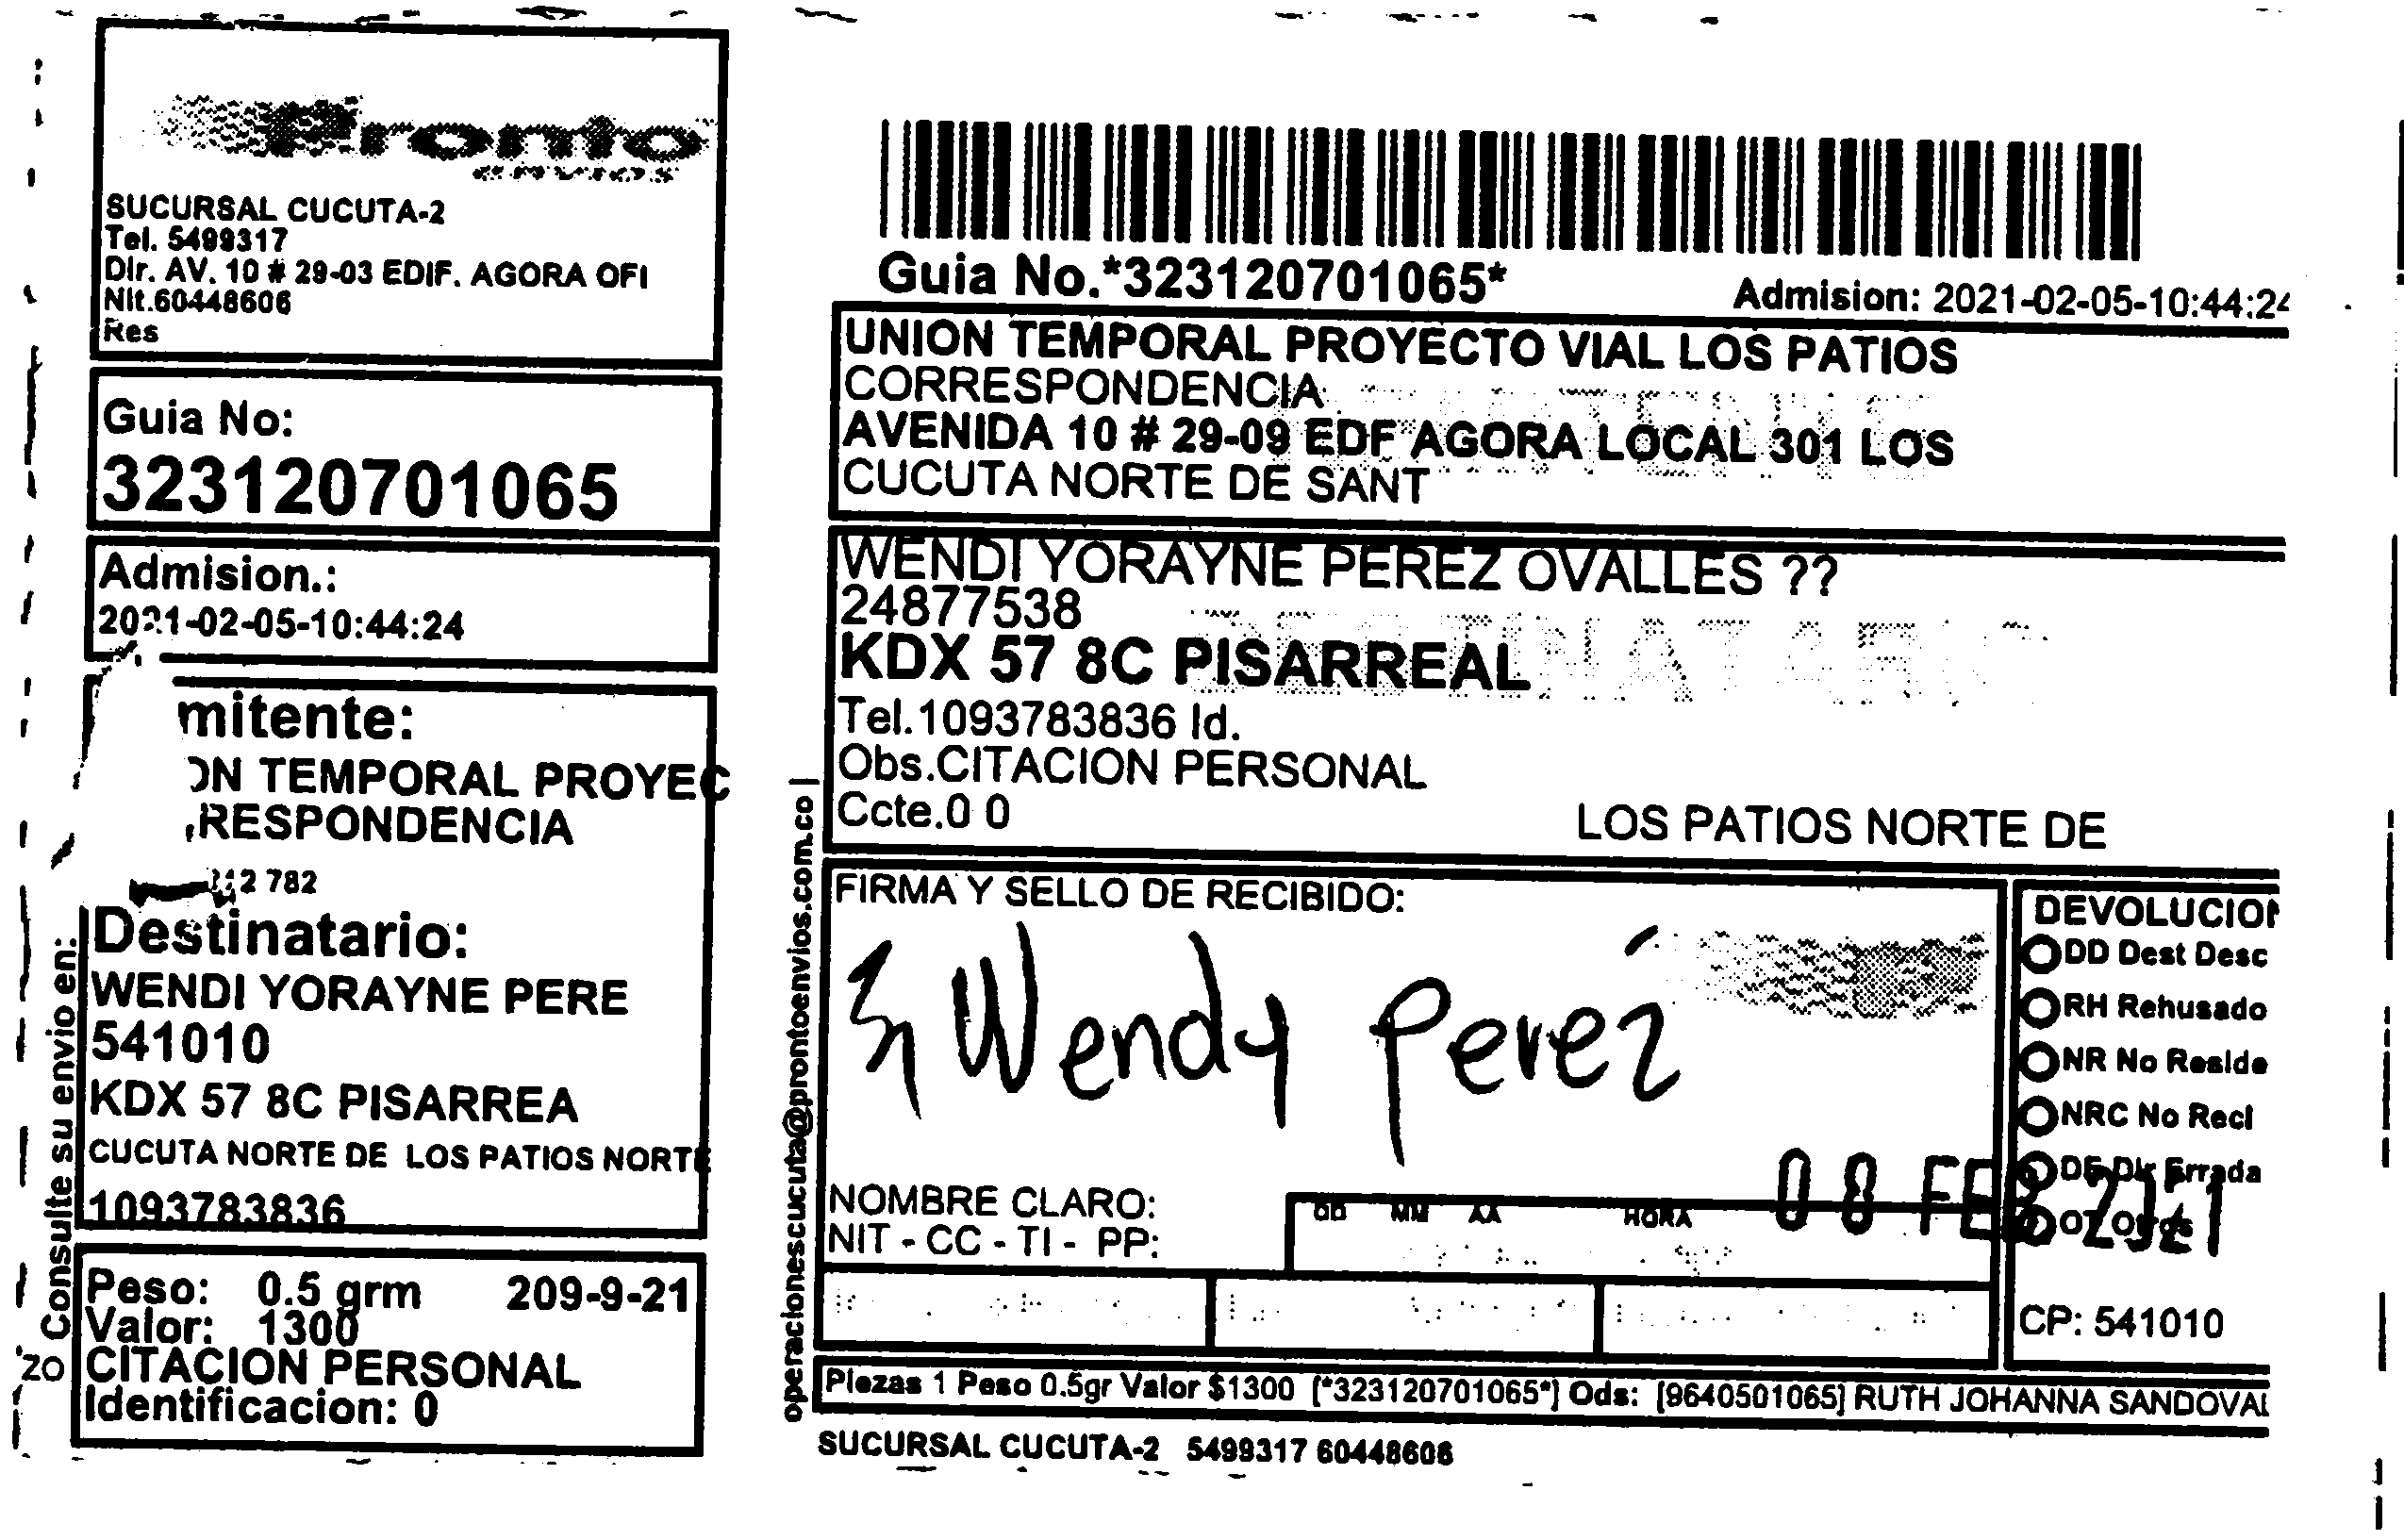 Pronto
envios
SUCURSAL CUCUTA-2
Tel. 5499317
Dir. AV. 10 # 29-03 EDIF. AGORA OFI
Nit.60448606
Res
Guia No:
323120701065
Admision.:
2021-02-05-10:44:24
mitente:
ON TEMPORAL PROYEC
RESPONDENCIA
782
Destinatario:
WENDI YORAYNE PERE
541010
KDX 57 8C PISARREA
CUCUTA NORTE DE LOS PATIOS NORTE
1093783836
Peso: 0.5 grm 209-9-21
Valor: 1300
CITACION PERSONAL
Identificacion: 0
Consulte su envio en:
operacionescucuta@prontoenvios.com.co |
Guia No.*323120701065*
Admision: 2021-02-05-10:44:24
UNION TEMPORAL PROYECTO VIAL LOS PATIOS
CORRESPONDENCIA
AVENIDA 10 # 29-09 EDF AGORA LOCAL 301 LOS
CUCUTA NORTE DE SANT
WENDI YORAYNE PEREZ OVALLES ??
24877538
DESTINATARIO
KDX 57 8C PISARREAL
Tel.1093783836 Id.
Obs.CITACION PERSONAL
Ccte.0 0
LOS PATIOS NORTE DE
FIRMA Y SELLO DE RECIBIDO:
Wendy Perez
NOMBRE CLARO:
NIT - CC - TI - PP:
DD MM AA HORA
08 FEB 2021
DEVOLUCION
DD Dest Desc
RH Rehusado
NR No Reside
NRC No Recl
DE Dir Errada
OT Otros
CP: 541010
Piezas 1 Peso 0.5gr Valor $1300 [*323120701065*] Ods: [9640501065] RUTH JOHANNA SANDOVAL
SUCURSAL CUCUTA-2 5499317 60448606